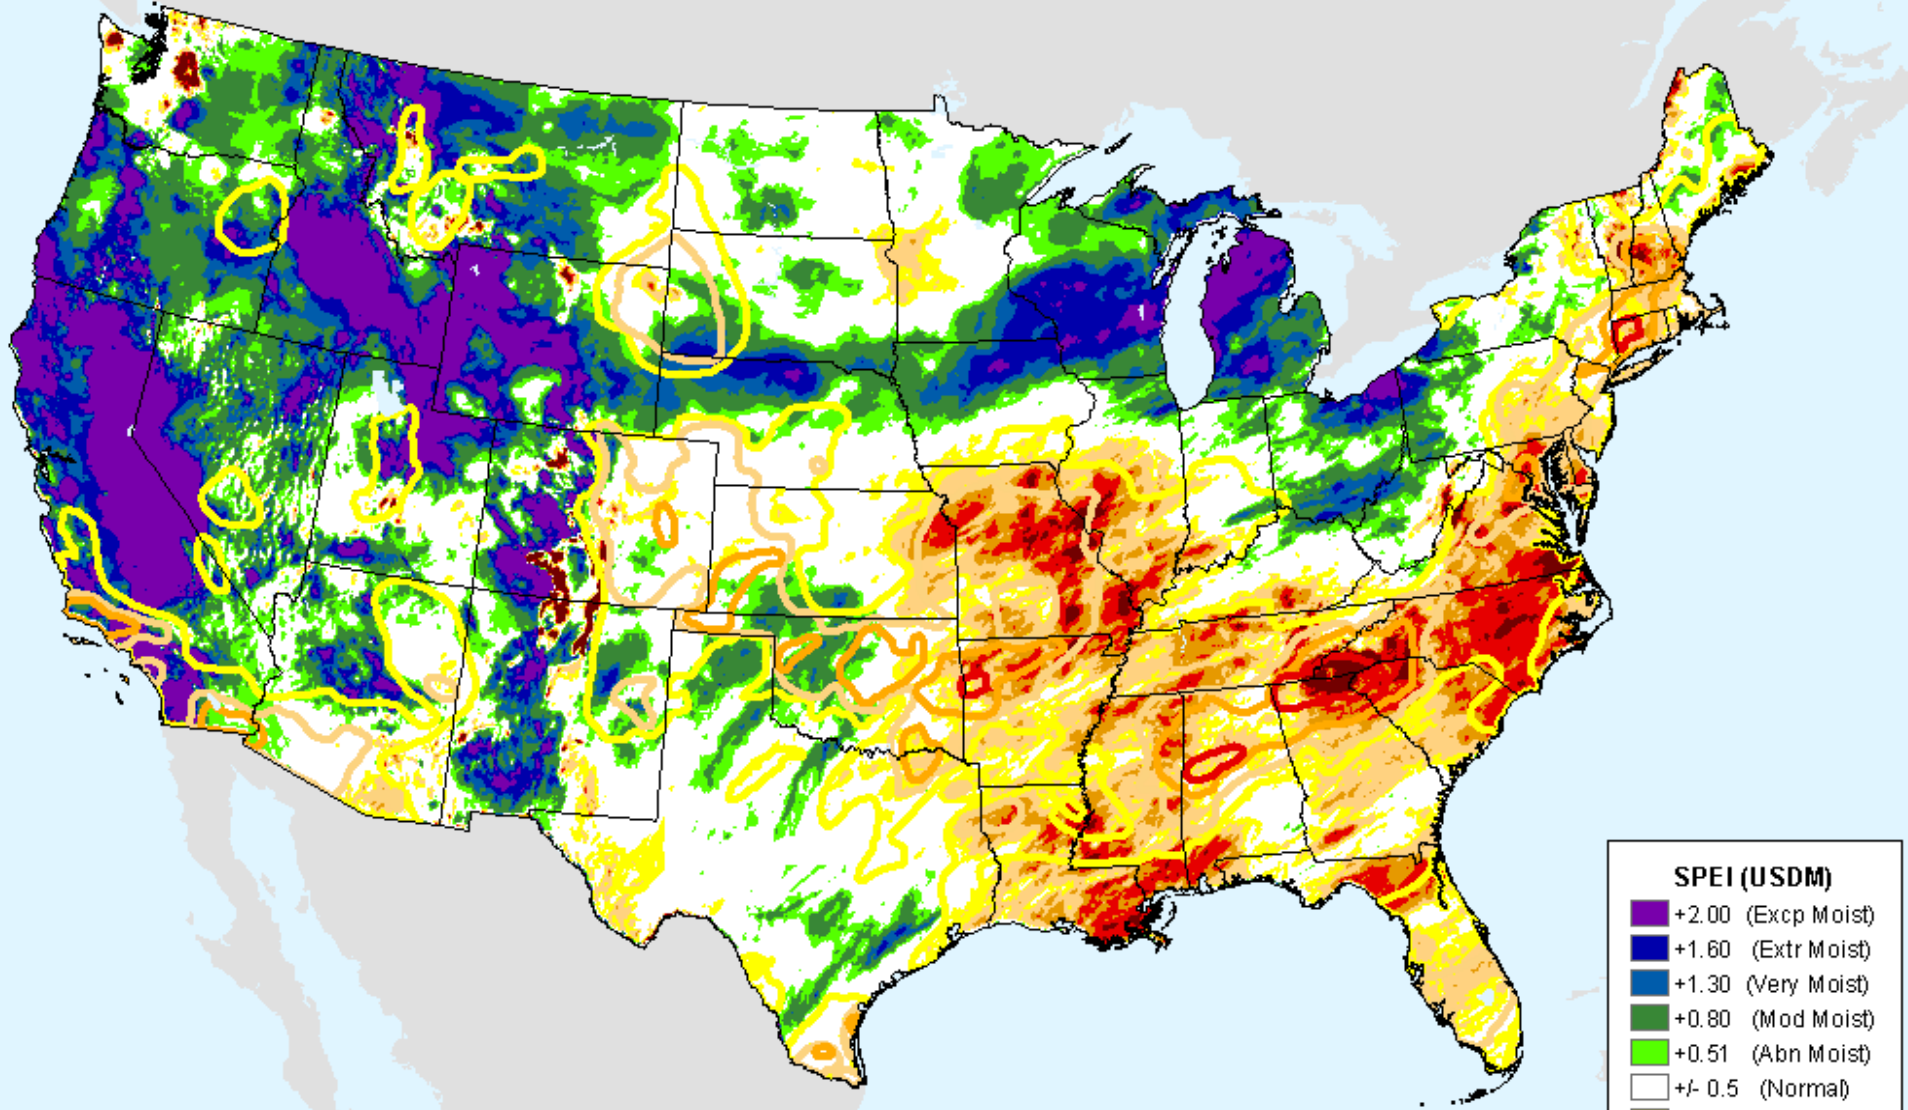 SPEI (USDM)
+2.00 (Excp Moist)
+1.60 (Extr Moist)
+1.30 (Very Moist)
+0.80 (Mod Moist)
+0.51 (Abn Moist)
+/- 0.5 (Normal)